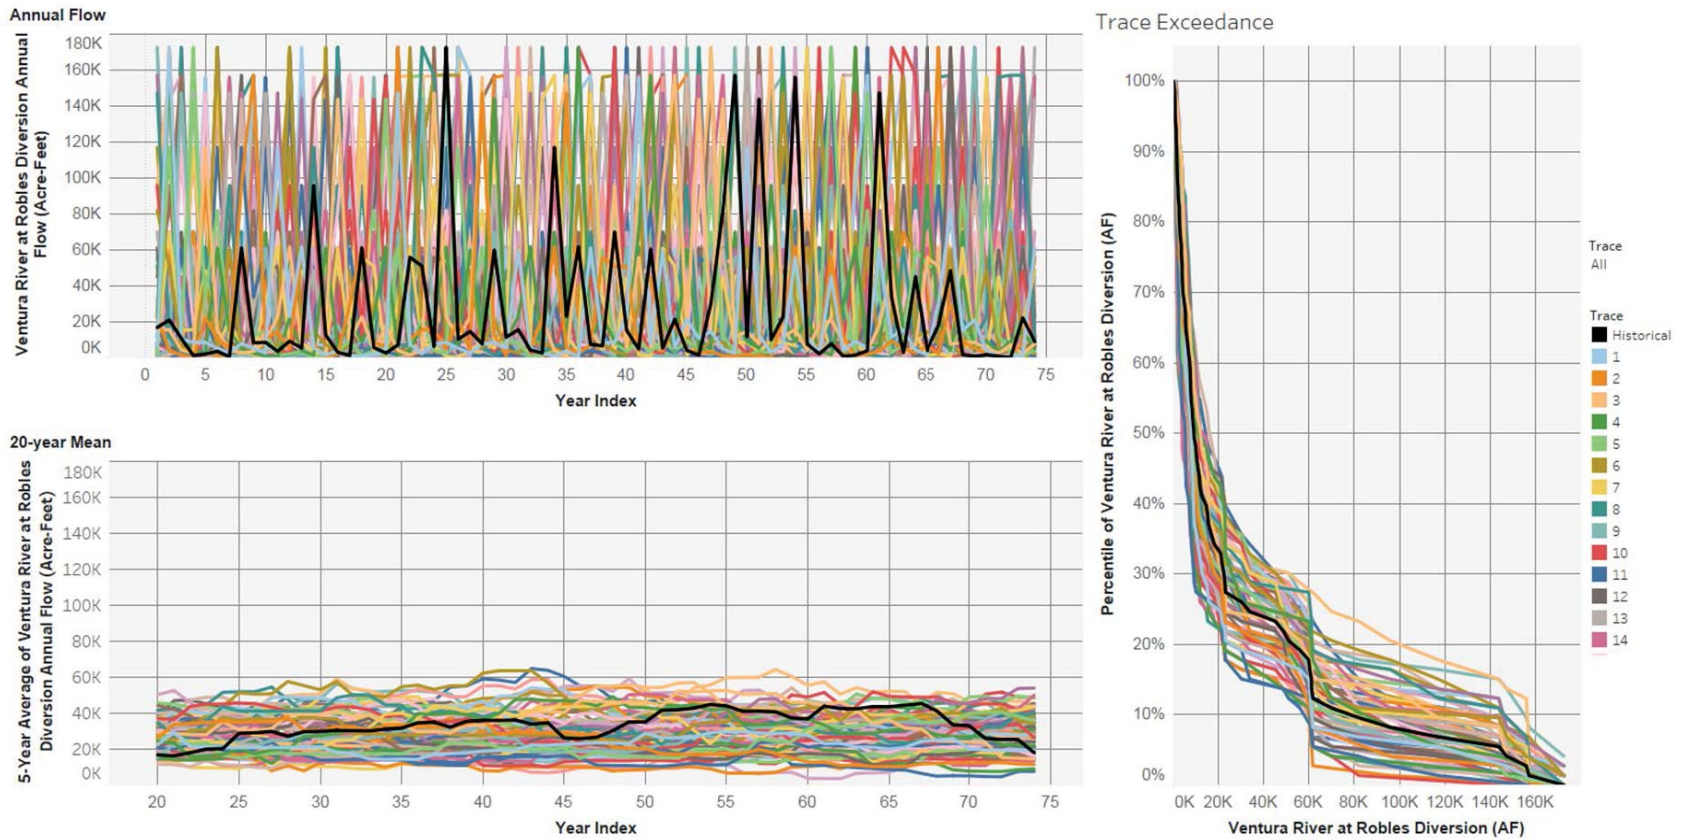 Annual Flow
Ventura River at Robles Diversion Annual
Flow (Acre-Feet)
180K
160K
140K
120K
100K
80K
60K
40K
20K
0K
0 5 10 15 20 25 30 35 40 45 50 55 60 65 70 75
Year Index
20-year Mean
5-Year Average of Ventura River at Robles
Diversion Annual Flow (Acre-Feet)
180K
160K
140K
120K
100K
80K
60K
40K
20K
0K
20 25 30 35 40 45 50 55 60 65 70 75
Year Index
Trace Exceedance
Percentile of Ventura River at Robles Diversion (AF)
100%
90%
80%
70%
60%
50%
40%
30%
20%
10%
0%
0K 20K 40K 60K 80K 100K 120K 140K 160K
Ventura River at Robles Diversion (AF)
Trace
All
Trace
Historical
1
2
3
4
5
6
7
8
9
10
11
12
13
14